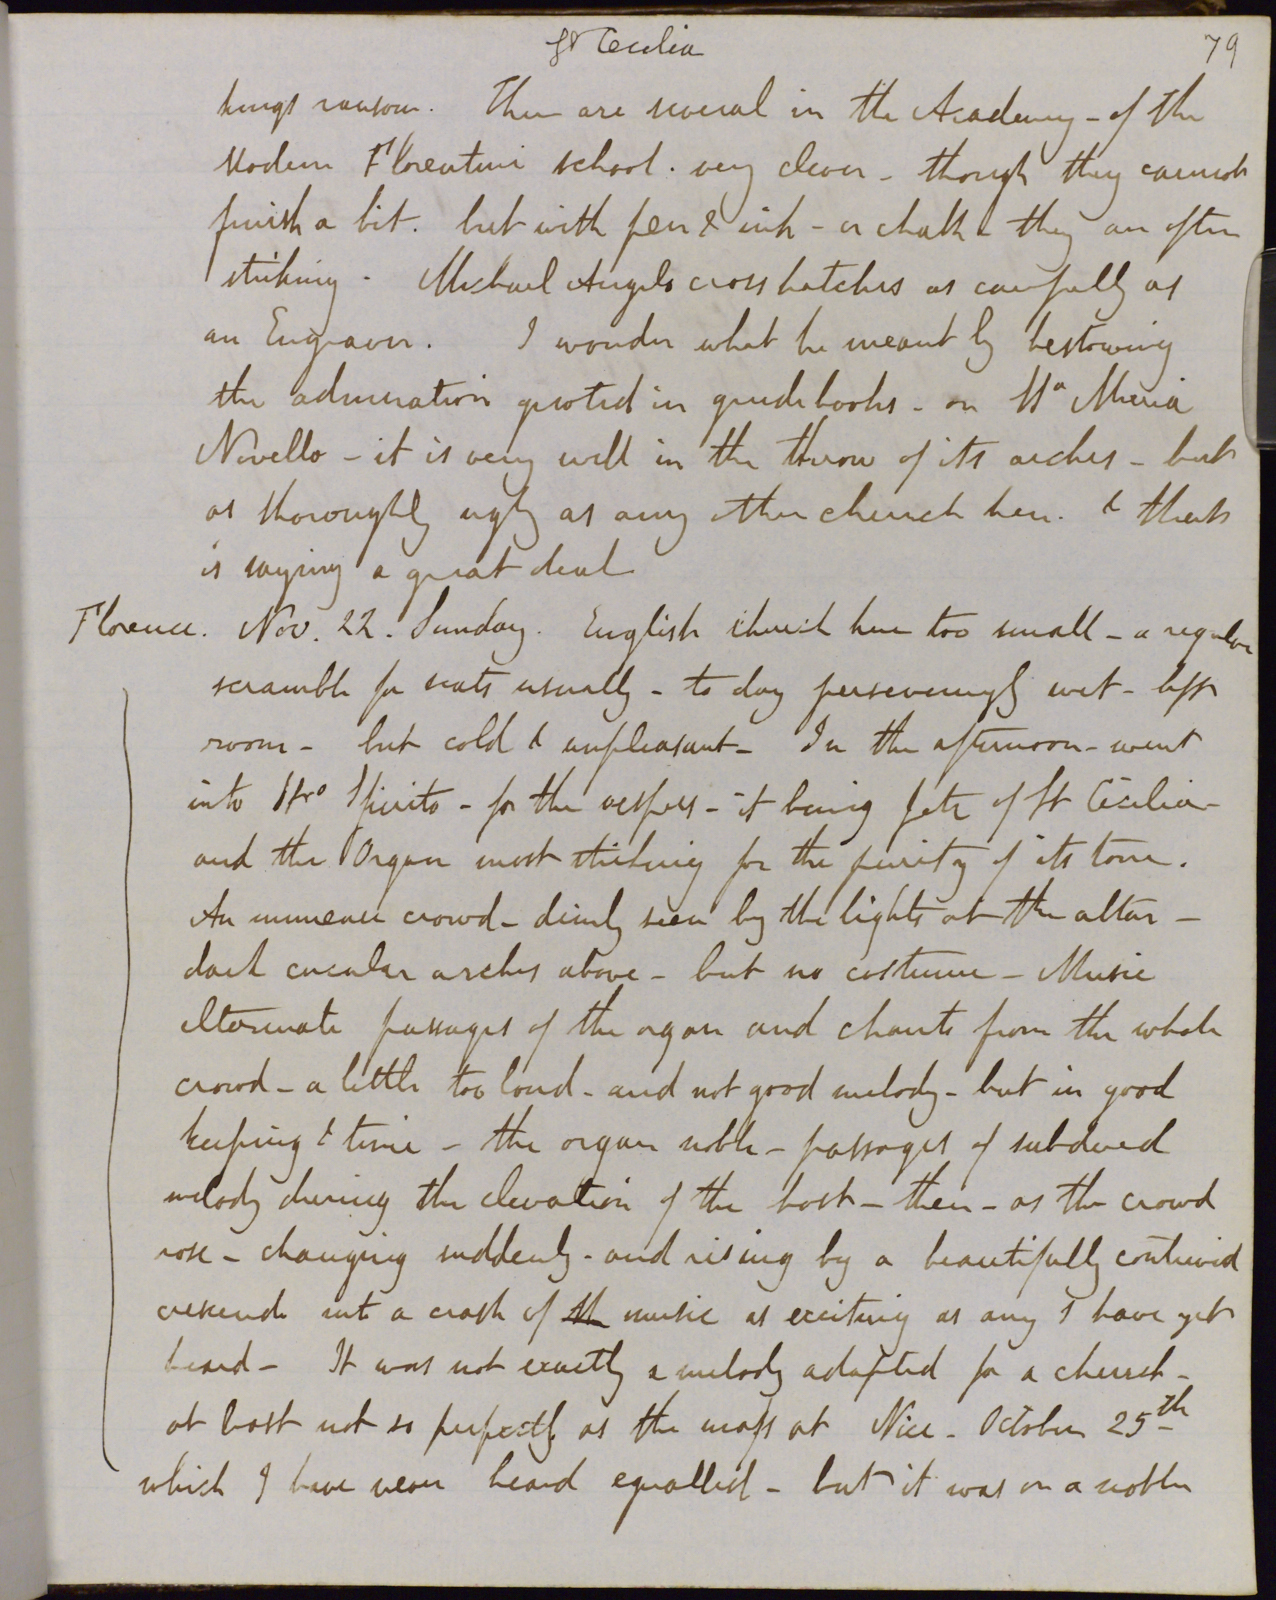 St Cecilia 79
kings ransom. There are several in the Academy - of the
Modern Florentine school. very clever - though they cannot
finish a bit. but with pen & ink - or chalk - they are often
striking - Michael Angelo cross hatches as carefully as
an Engraver. I wonder what he meant by bestowing
the admiration quoted in guidebooks - on Sta Maria
Novella - it is very well in the throw of its arches - but
as thoroughly ugly as any other church here. & that
is saying a great deal
Florence. Nov. 22. Sunday. English church here too small - a regular
scramble for seats usually - to day perseveringly wet - left
room - but cold & unpleasant - In the afternoon - went
into Sto Spirito - for the vespers - it being fete of St Cecilia -
and the Organ most striking for the purity of its tone.
An immense crowd - dimly seen by the lights at the altar -
dark circular arches above - but no costume - Music
alternate passages of the organ and chants from the whole
crowd - a little too loud - and not good melody - but in good
keeping & time - the organ noble - passages of subdued
melody during the elevation of the host - then - as the crowd
rose - changing suddenly - and rising by a beautifully contrived
crescendo into a crash of music as exciting as any I have yet
heard - It was not exactly a melody adapted for a church -
at least not so perfectly as the mass at Nice - October 25th -
which I have never heard equalled - but it was on a noble